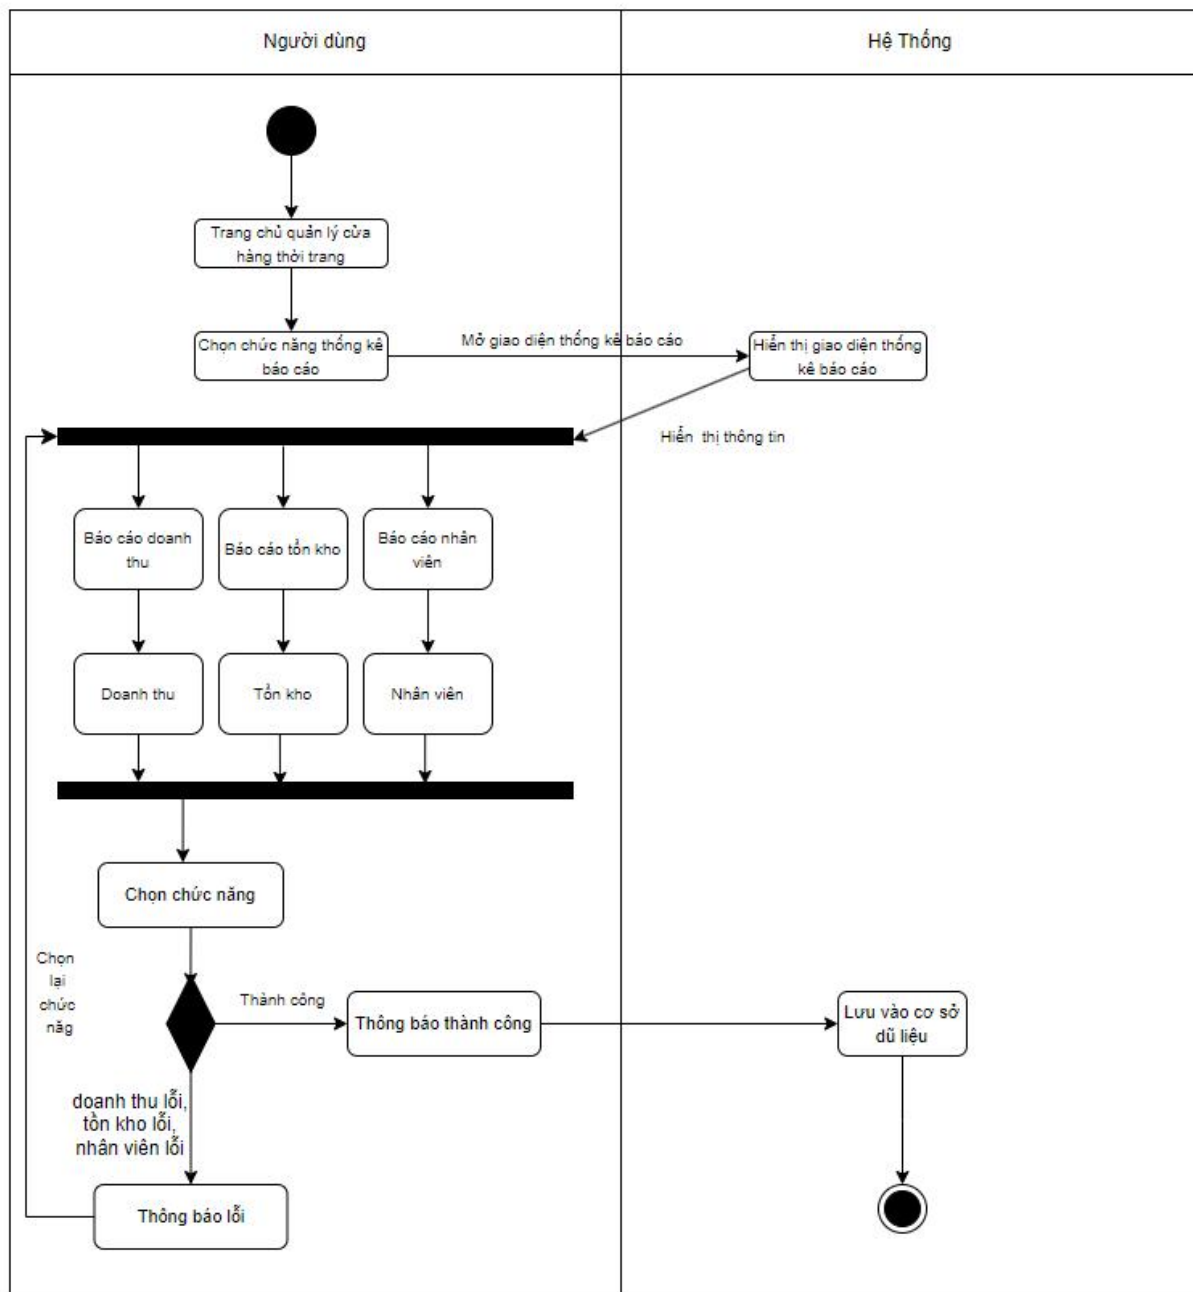 Người dùng
Hệ Thống
Trang chủ quản lý cửa
hàng thời trang
Chọn chức năng thống kê
báo cáo
Mở giao diện thống kê báo cáo
Hiển thị giao diện thống
kê báo cáo
Hiển thị thông tin
Báo cáo doanh
thu
Báo cáo tồn kho
Báo cáo nhân
viên
Doanh thu
Tồn kho
Nhân viên
Chọn chức năng
Chọn
lại
chức
năg
Thành công
Thông báo thành công
Lưu vào cơ sở
dũ liệu
doanh thu lỗi,
tồn kho lỗi,
nhân viên lỗi
Thông báo lỗi